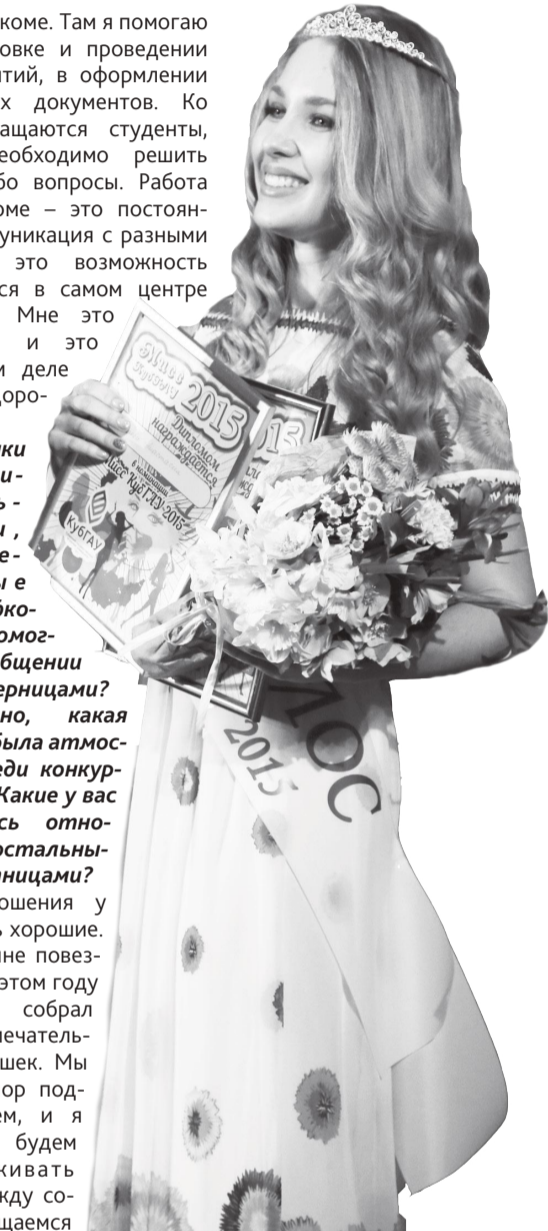 коме. Там я помогаю
овке и проведении
тий, в оформлении
х документов. Ко
ащаются студенты,
еобходимо решить
бо вопросы. Работа
оме – это постоян-
уникация с разными
это возможность
ся в самом центре
Мне это
и это
м деле
доро-
ики
и-
ь -
и ,
е-
ы е
бко-
омог-
бщении
ерницами?
но, какая
была атмос-
еди конкур-
Какие у вас
сь отно-
остальны-
ницами?
ошения у
ь хорошие.
не повез-
этом году
собрал
печатель-
шек. Мы
ор под-
ем, и я
будем
живать
жду со-
щаемся
Мисс
КубГАУ 2015
Дипломом
награждается
в номинации
Мисс КубГАУ-2015
КубГАУ
ЛОС
2015